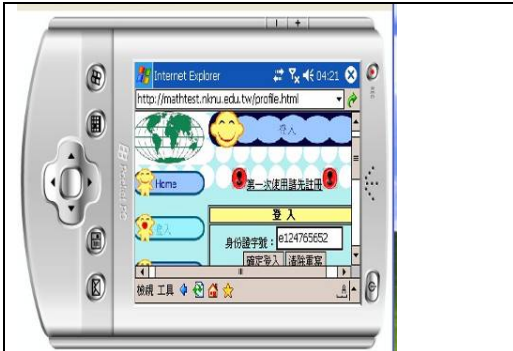 Internet Explorer 04:21
http://mathtest.nknu.edu.tw/profile.html
登入
Home
第一次使用請先註冊
登入
登 入
身份證字號： e124765652
確定登入 清除重寫
檢視 工具